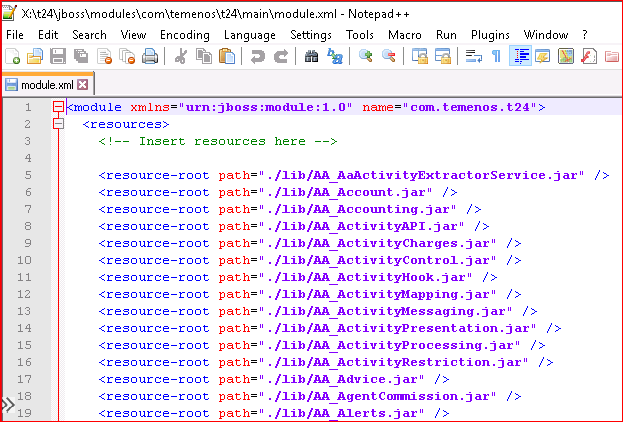 X:\t24\jboss\modules\com\temenos\t24\main\module.xml - Notepad++
File Edit Search View Encoding Language Settings Tools Macro Run Plugins Window ?
module.xml
1 <module xmlns="urn:jboss:module:1.0" name="com.temenos.t24">
2 <resources>
3 <!-- Insert resources here -->
4
5 <resource-root path="./lib/AA_AaActivityExtractorService.jar" />
6 <resource-root path="./lib/AA_Account.jar" />
7 <resource-root path="./lib/AA_Accounting.jar" />
8 <resource-root path="./lib/AA_ActivityAPI.jar" />
9 <resource-root path="./lib/AA_ActivityCharges.jar" />
10 <resource-root path="./lib/AA_ActivityControl.jar" />
11 <resource-root path="./lib/AA_ActivityHook.jar" />
12 <resource-root path="./lib/AA_ActivityMapping.jar" />
13 <resource-root path="./lib/AA_ActivityMessaging.jar" />
14 <resource-root path="./lib/AA_ActivityPresentation.jar" />
15 <resource-root path="./lib/AA_ActivityProcessing.jar" />
16 <resource-root path="./lib/AA_ActivityRestriction.jar" />
17 <resource-root path="./lib/AA_Advice.jar" />
18 <resource-root path="./lib/AA_AgentCommission.jar" />
19 <resource-root path="./lib/AA_Alerts.jar" />